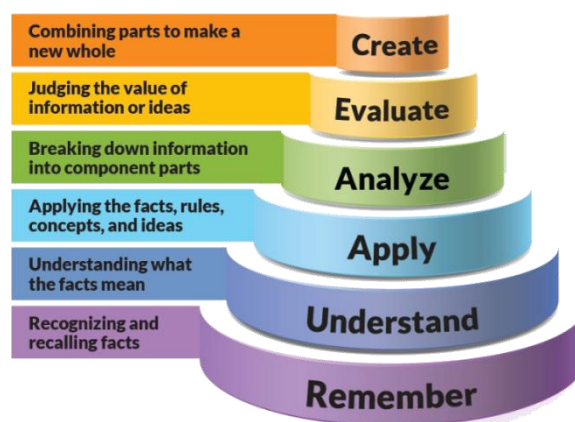 Combining parts to make a
new whole
Create
Judging the value of
information or ideas
Evaluate
Breaking down information
into component parts
Analyze
Applying the facts, rules,
concepts, and ideas
Apply
Understanding what
the facts mean
Understand
Recognizing and
recalling facts
Remember